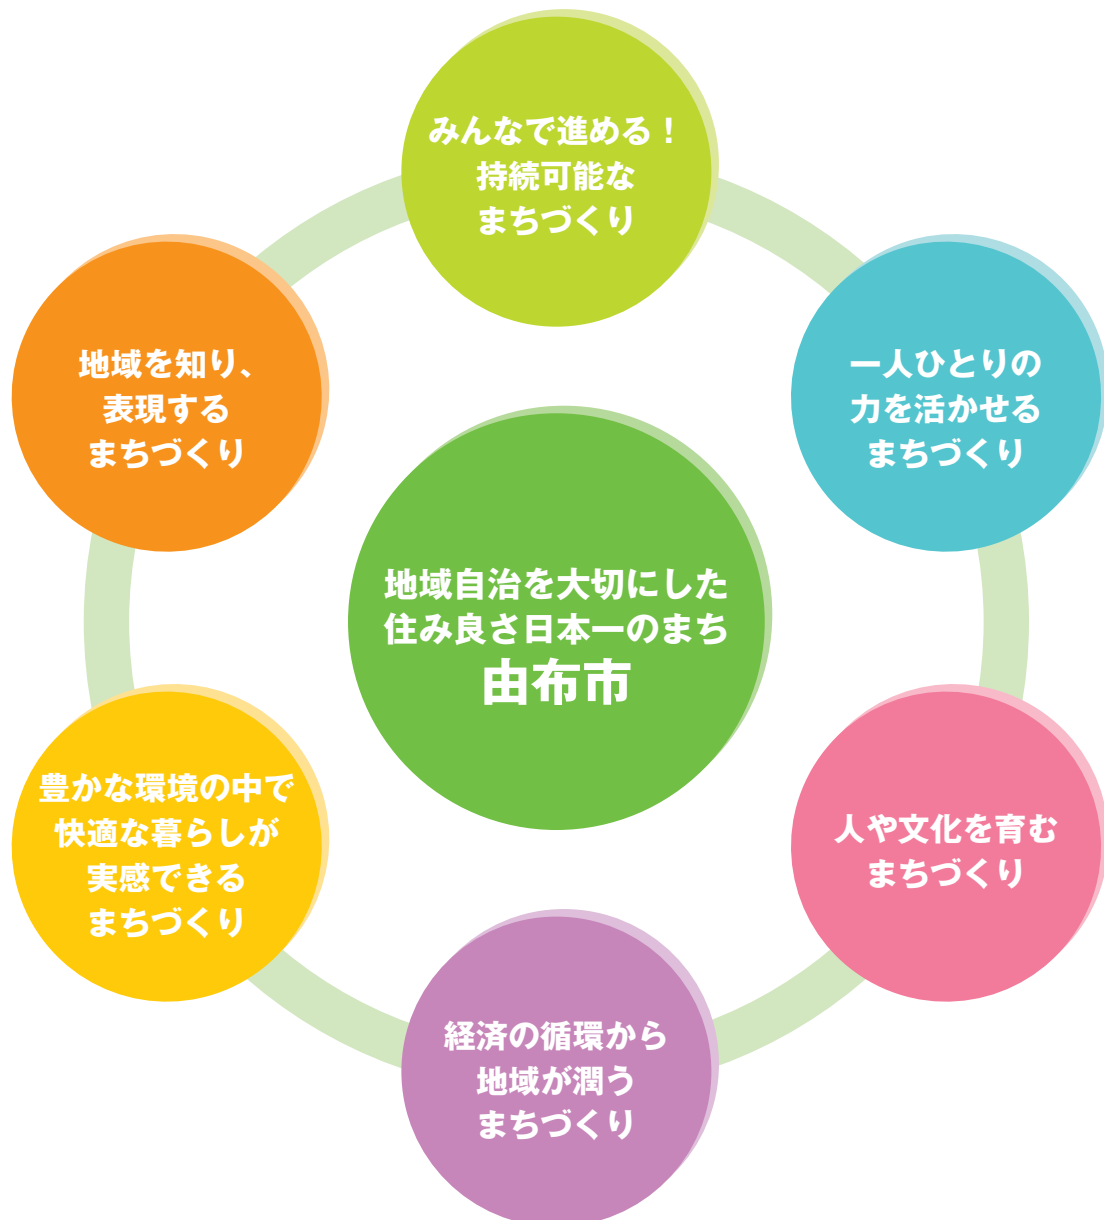 みんなで進める！
持続可能な
まちづくり
一人ひとりの
力を活かせる
まちづくり
人や文化を育む
まちづくり
経済の循環から
地域が潤う
まちづくり
豊かな環境の中で
快適な暮らしが
実感できる
まちづくり
地域を知り、
表現する
まちづくり
地域自治を大切にした
住み良さ日本一のまち
由布市